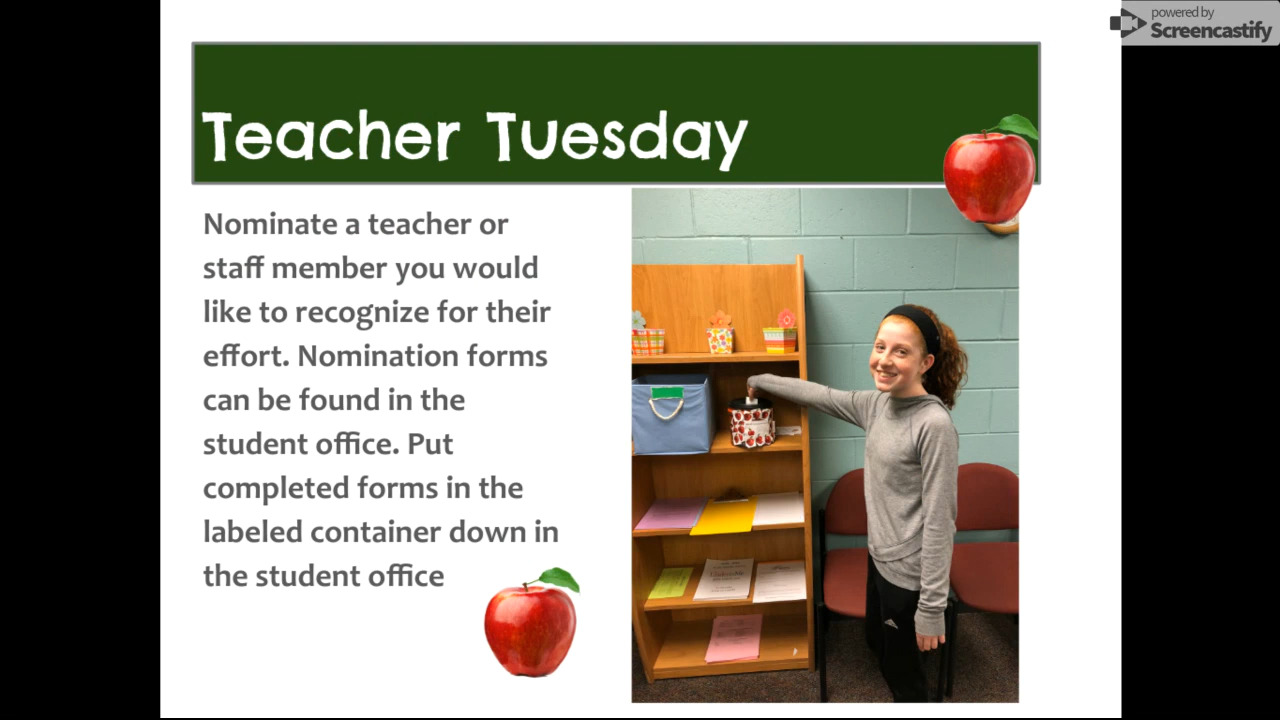 powered by
Screencastify
Teacher Tuesday
Nominate a teacher or
staff member you would
like to recognize for their
effort. Nomination forms
can be found in the
student office. Put
completed forms in the
labeled container down in
the student office